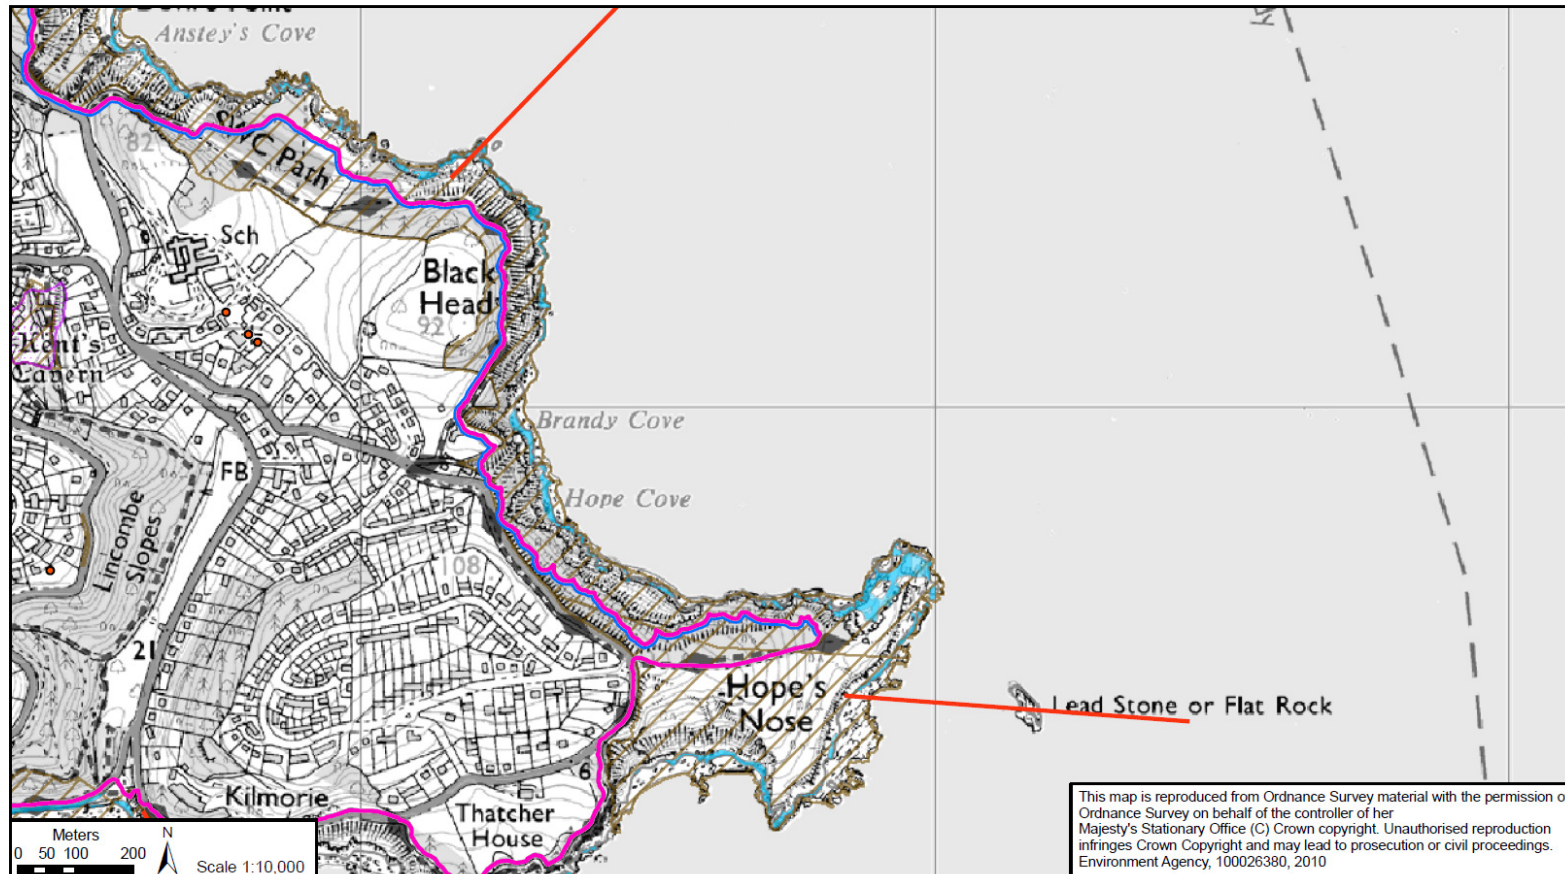 Anstey's Cove
82
SWC Path
Sch
Black
Head
92
Kent's
Cavern
Brandy Cove
FB
Hope Cove
Lincombe
Slopes
108
21
Hope's
Nose
Lead Stone or Flat Rock
6
Kilmorie
Thatcher
House
Meters
0 50 100 200
N
Scale 1:10,000
This map is reproduced from Ordnance Survey material with the permission o
Ordnance Survey on behalf of the controller of her
Majesty's Stationary Office (C) Crown copyright. Unauthorised reproduction
infringes Crown Copyright and may lead to prosecution or civil proceedings.
Environment Agency, 100026380, 2010